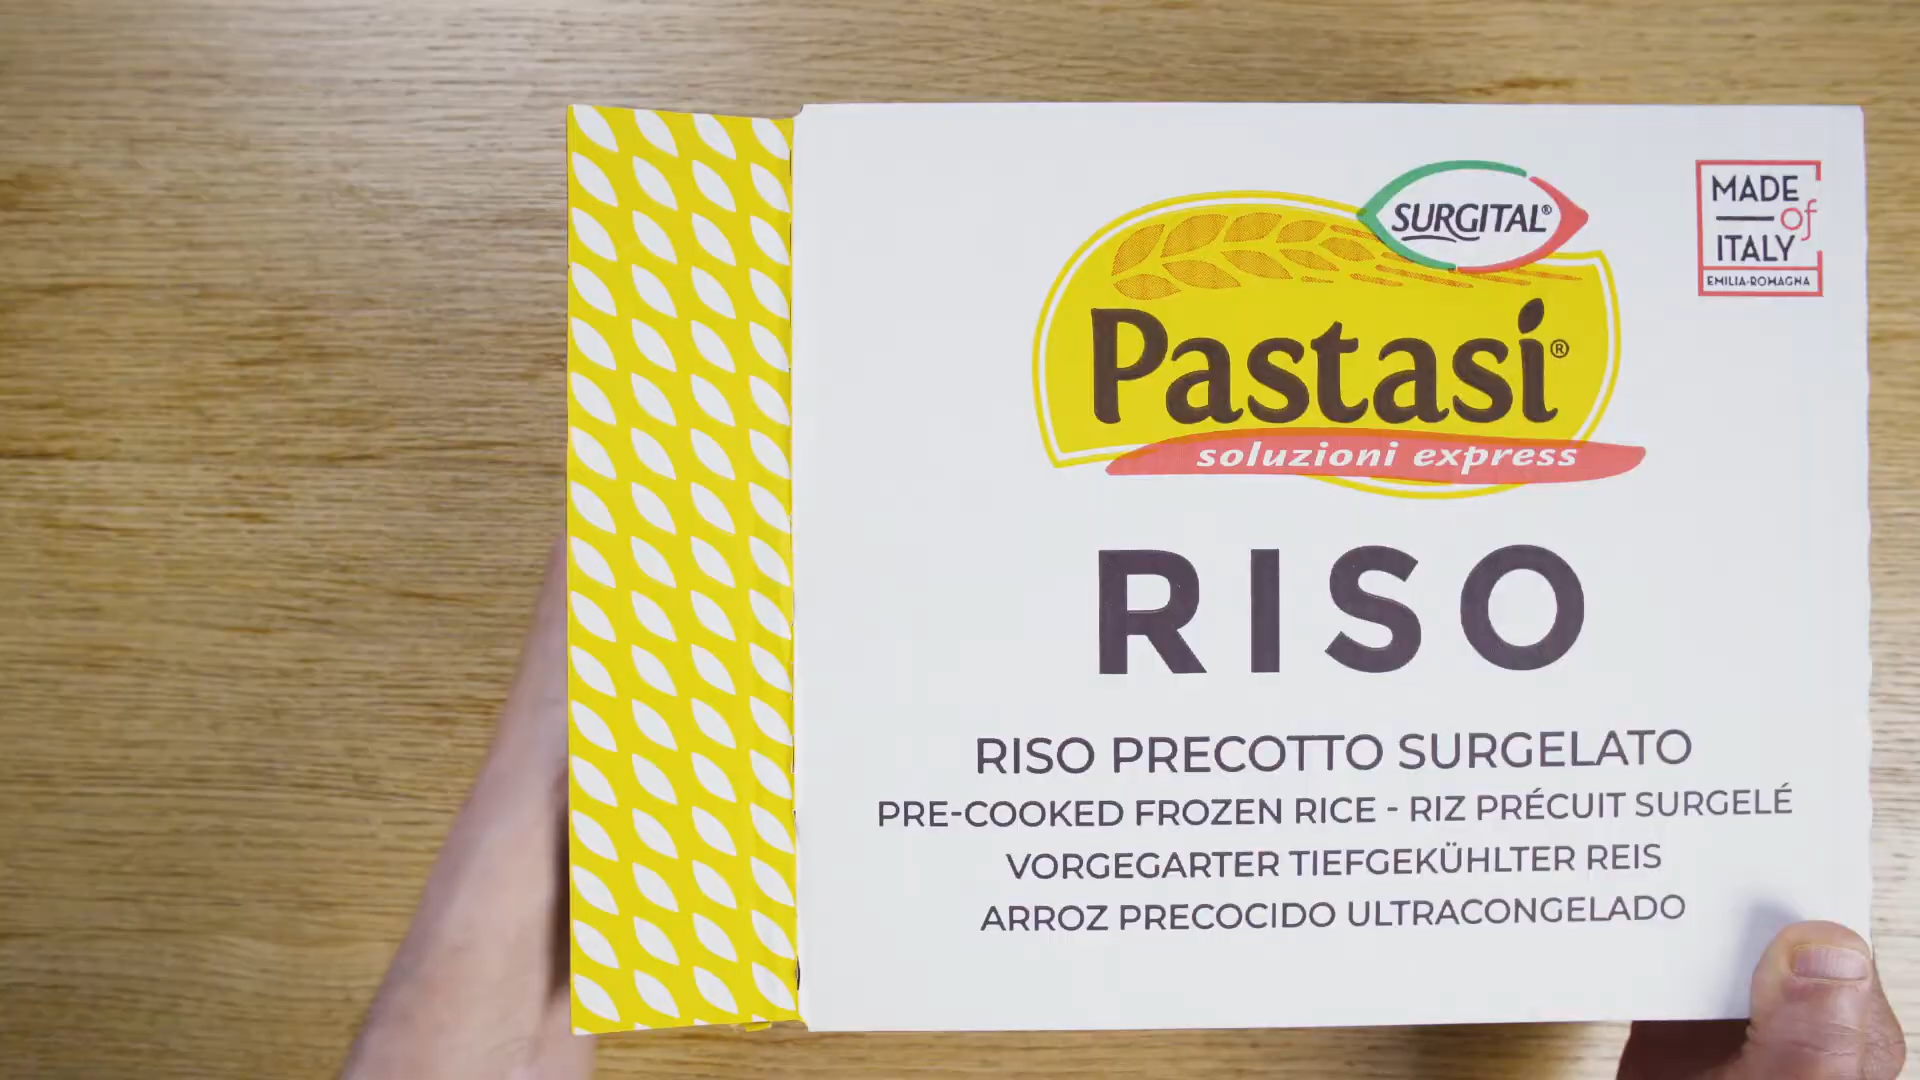 SURGITAL®
MADE
of
ITALY
EMILIA-ROMAGNA
Pastasí®
soluzioni express
RISO
RISO PRECOTTO SURGELATO
PRE-COOKED FROZEN RICE - RIZ PRÉCUIT SURGELÉ
VORGEGARTER TIEFGEKÜHLTER REIS
ARROZ PRECOCIDO ULTRACONGELADO